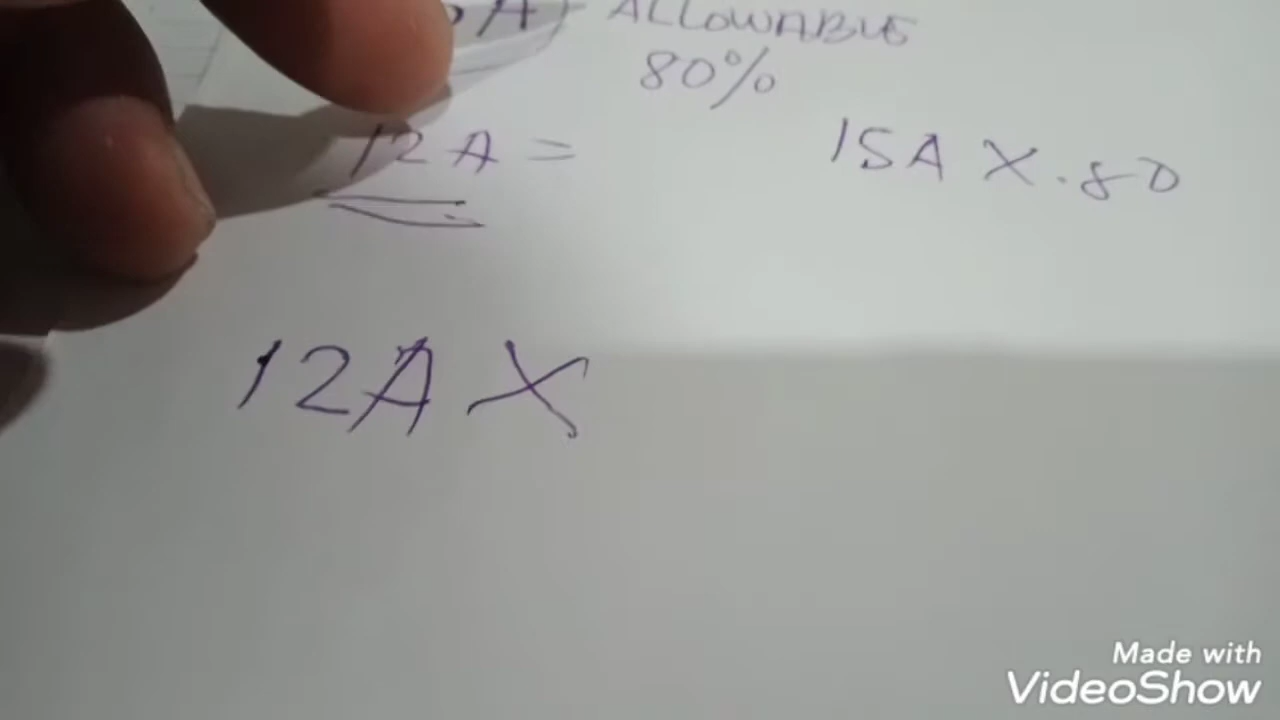 A - ALLOWABLE
80%
12A = 15A X .80
12A X
Made with
VideoShow